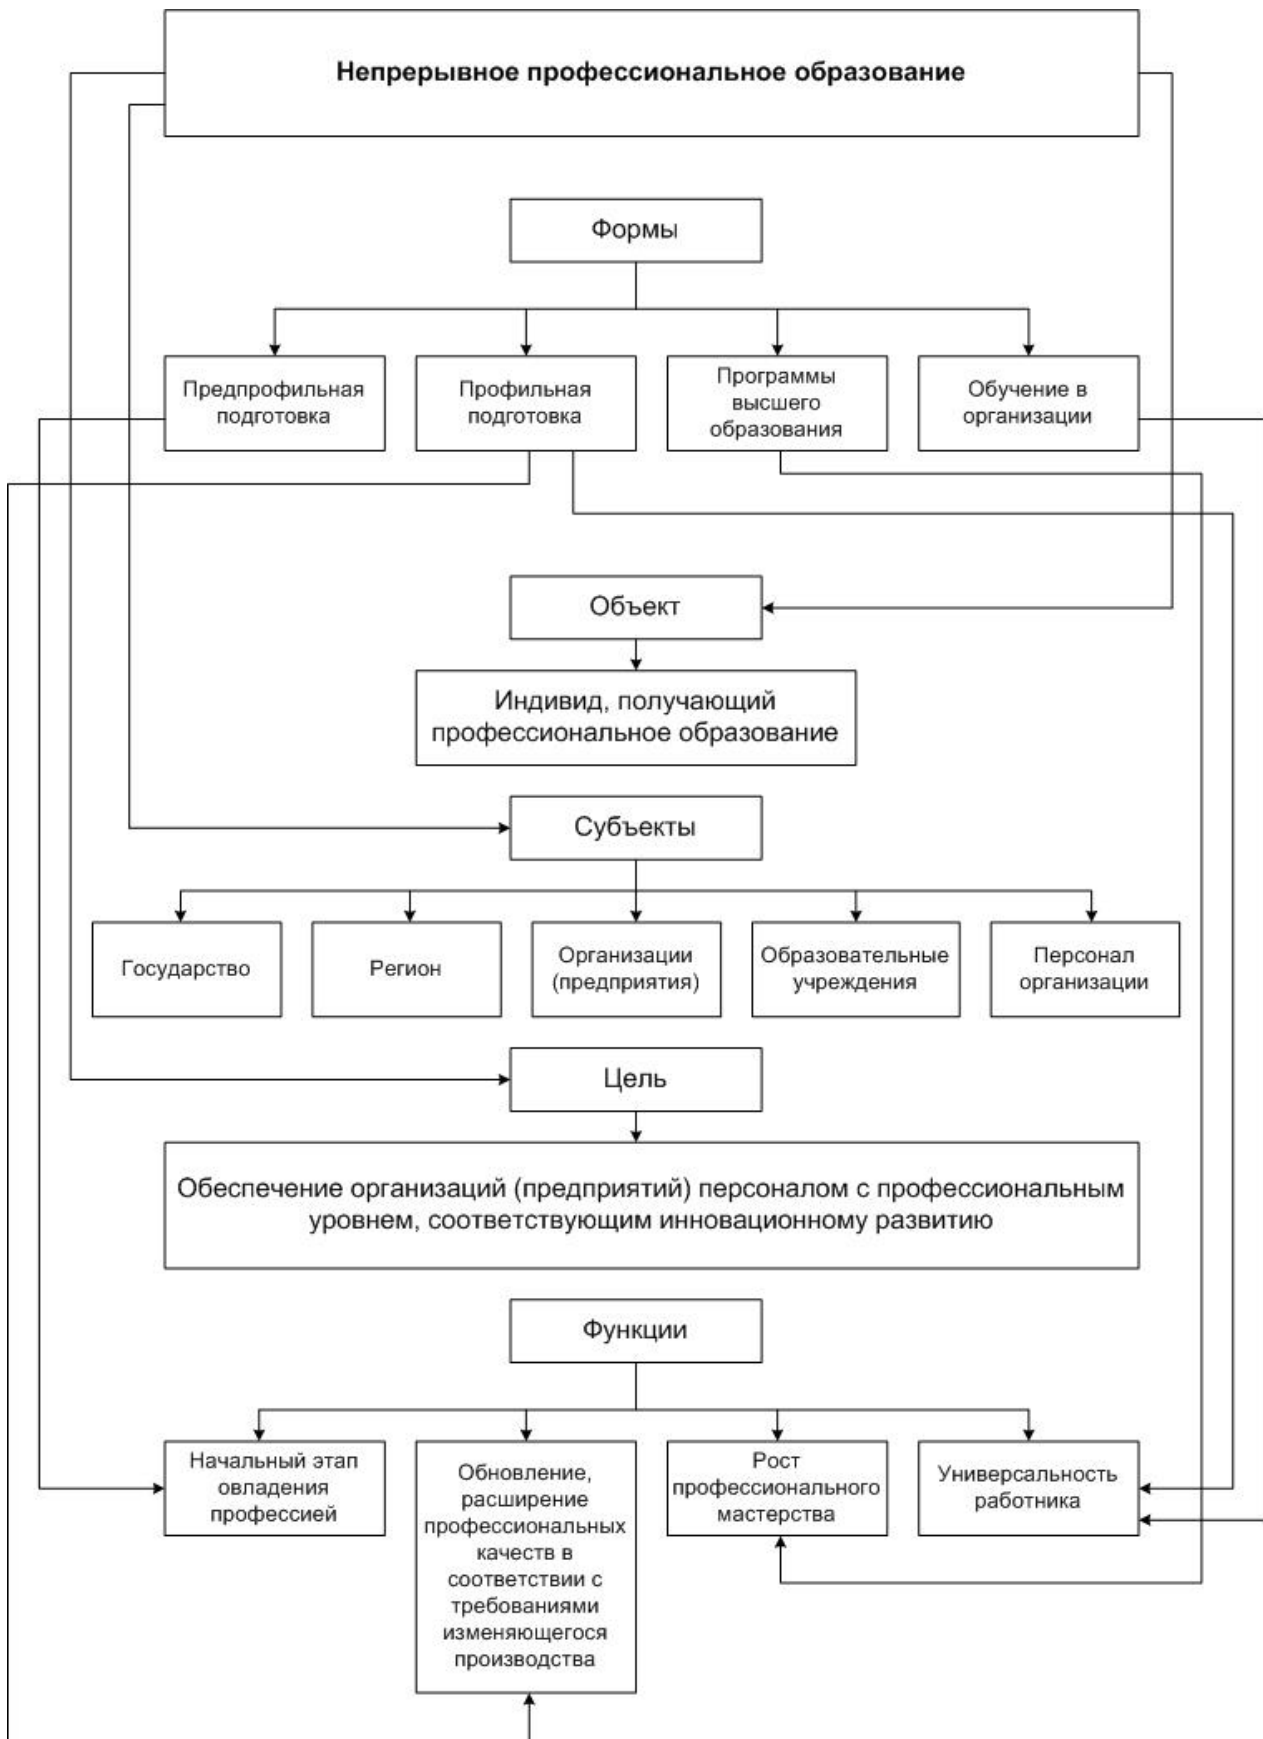 Непрерывное профессиональное образование
Формы
Предпрофильная
подготовка
Профильная
подготовка
Программы
высшего
образования
Обучение в
организации
Объект
Индивид, получающий
профессиональное образование
Субъекты
Государство
Регион
Организации
(предприятия)
Образовательные
учреждения
Персонал
организации
Цель
Обеспечение организаций (предприятий) персоналом с профессиональным
уровнем, соответствующим инновационному развитию
Функции
Начальный этап
овладения
профессией
Обновление,
расширение
профессиональных
качеств в
соответствии с
требованиями
изменяющегося
производства
Рост
профессионального
мастерства
Универсальность
работника